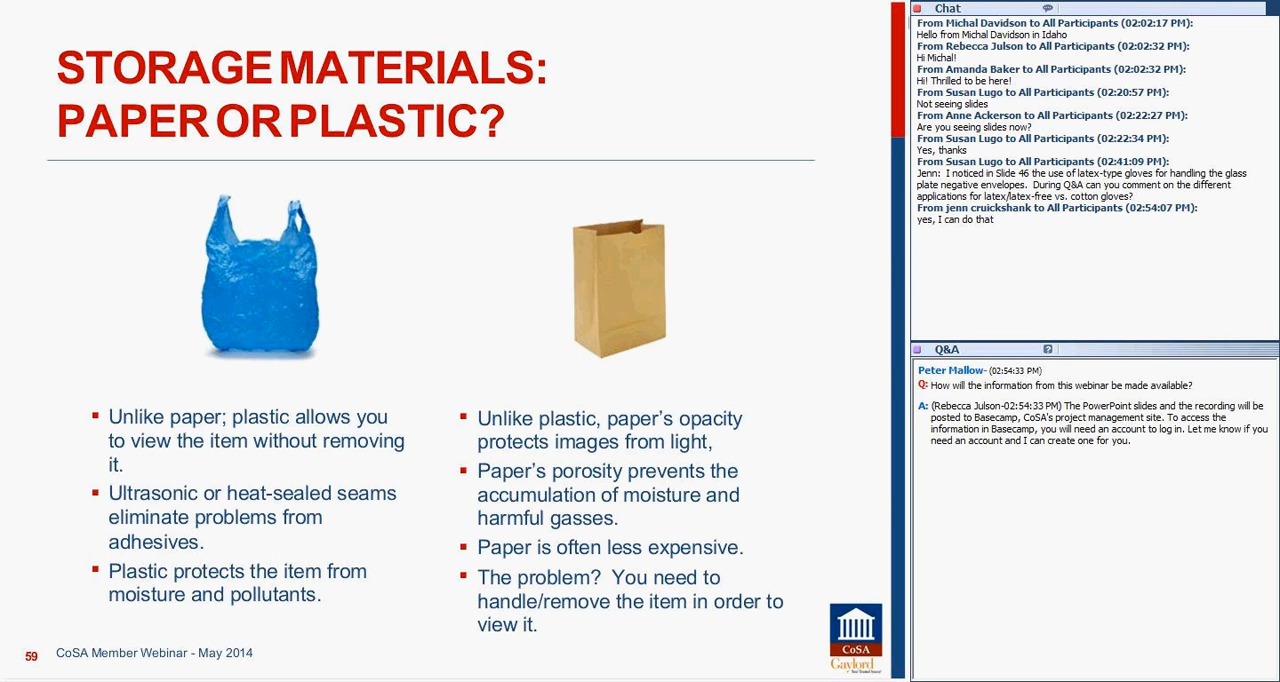 STORAGE MATERIALS:
PAPER OR PLASTIC?
Unlike paper; plastic allows you
to view the item without removing
it.
Ultrasonic or heat-sealed seams
eliminate problems from
adhesives.
Plastic protects the item from
moisture and pollutants.
Unlike plastic, paper’s opacity
protects images from light,
Paper’s porosity prevents the
accumulation of moisture and
harmful gasses.
Paper is often less expensive.
The problem? You need to
handle/remove the item in order to
view it.
59 CoSA Member Webinar - May 2014
CoSA
Gaylord
Chat
From Michal Davidson to All Participants (02:02:17 PM):
Hello from Michal Davidson in Idaho
From Rebecca Julson to All Participants (02:02:32 PM):
Hi Michal!
From Amanda Baker to All Participants (02:02:32 PM):
Hi! Thrilled to be here!
From Susan Lugo to All Participants (02:20:57 PM):
Not seeing slides
From Anne Ackerson to All Participants (02:22:27 PM):
Are you seeing slides now?
From Susan Lugo to All Participants (02:22:34 PM):
Yes, thanks
From Susan Lugo to All Participants (02:41:09 PM):
Jenn: I noticed in Slide 46 the use of latex-type gloves for handling the glass
plate negative envelopes. During Q&A can you comment on the different
applications for latex/latex-free vs. cotton gloves?
From jenn cruickshank to All Participants (02:54:07 PM):
yes, I can do that
Q&A
Peter Mallow- (02:54:33 PM)
Q: How will the information from this webinar be made available?
A: (Rebecca Julson-02:54:33 PM) The PowerPoint slides and the recording will be
posted to Basecamp, CoSA's project management site. To access the
information in Basecamp, you will need an account to log in. Let me know if you
need an account and I can create one for you.